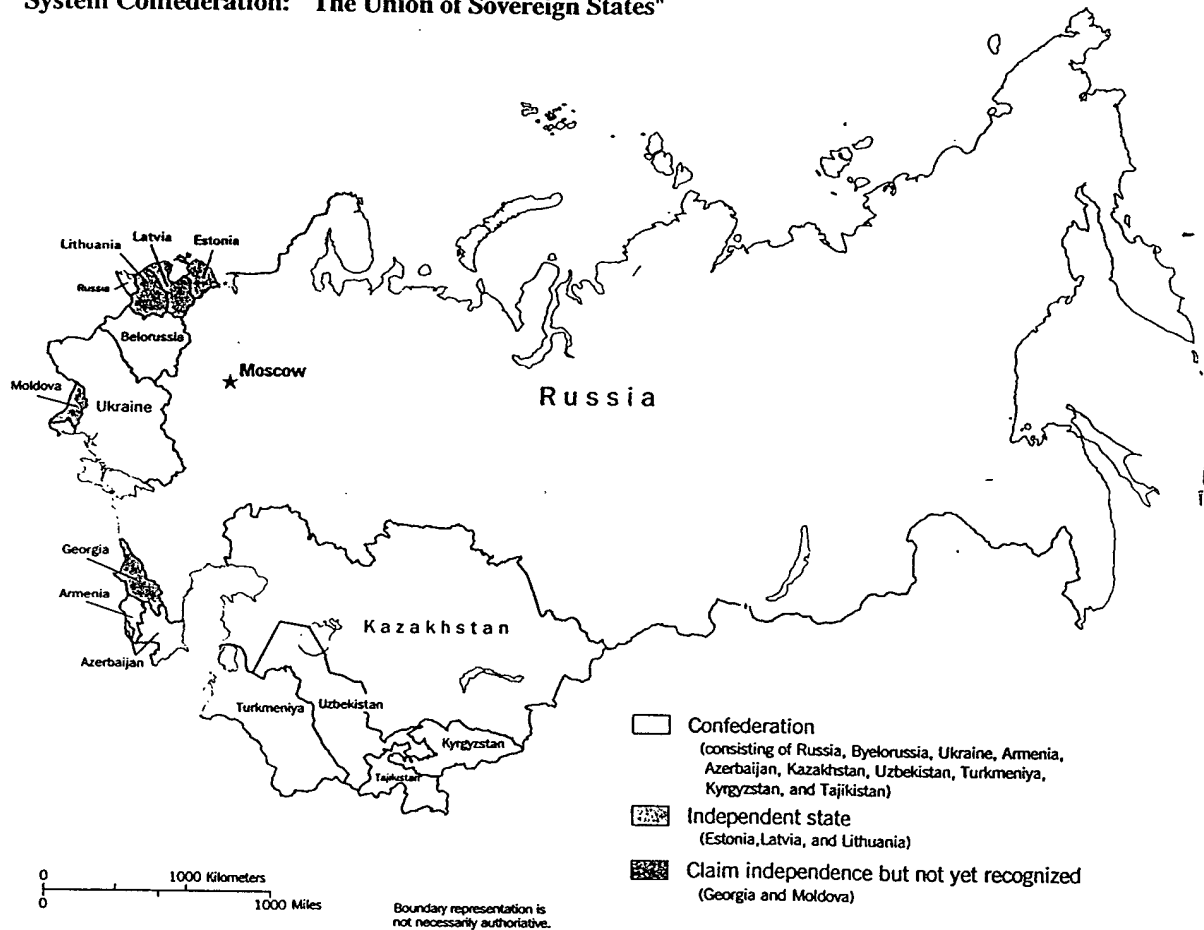 System Confederation: "The Union of Sovereign States"
Lithuania
Latvia
Estonia
Russia
Belorussia
Moscow
Moldova
Ukraine
Russia
Georgia
Armenia
Azerbaijan
Kazakhstan
Turkmeniya
Uzbekistan
Kyrgyzstan
Tajikistan
Confederation
(consisting of Russia, Byelorussia, Ukraine, Armenia,
Azerbaijan, Kazakhstan, Uzbekistan, Turkmeniya,
Kyrgyzstan, and Tajikistan)
Independent state
(Estonia,Latvia, and Lithuania)
Claim independence but not yet recognized
(Georgia and Moldova)
0 1000 Kilometers
0 1000 Miles
Boundary representation is
not necessarily authoriative.